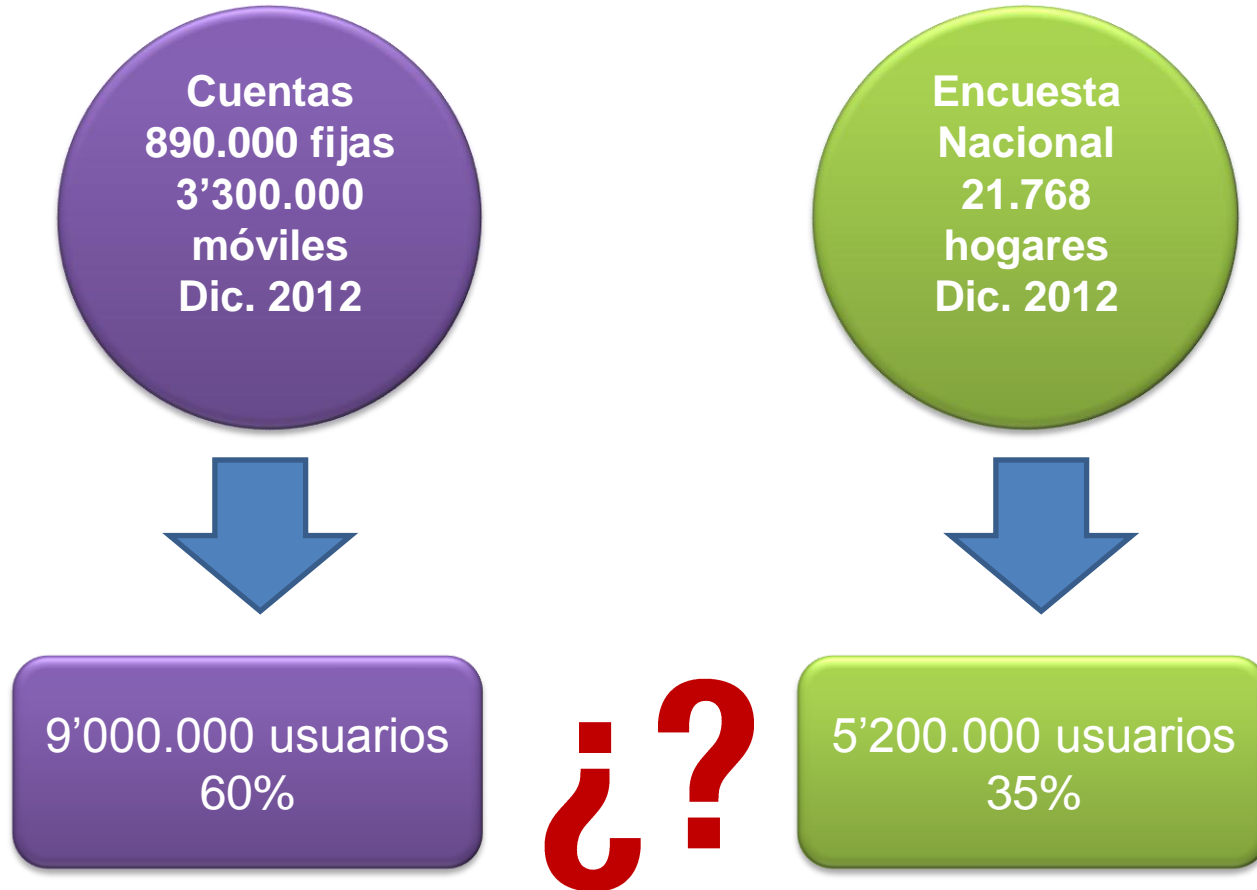 Cuentas
890.000 fijas
3’300.000
móviles
Dic. 2012
Encuesta
Nacional
21.768
hogares
Dic. 2012
9’000.000 usuarios
60%
¿?
5’200.000 usuarios
35%